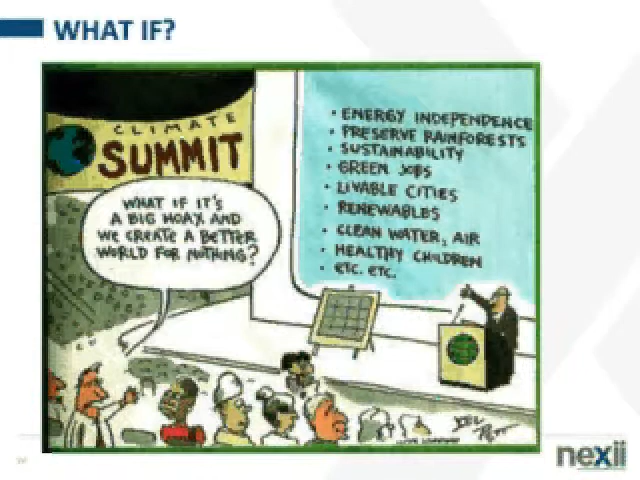 WHAT IF?
CLIMATE
SUMMIT
WHAT IF IT'S
A BIG HOAX AND
WE CREATE A BETTER
WORLD FOR NOTHING?
• ENERGY INDEPENDENCE
• PRESERVE RAINFORESTS
• SUSTAINABILITY
• GREEN JOBS
• LIVABLE CITIES
• RENEWABLES
• CLEAN WATER, AIR
• HEALTHY CHILDREN
• ETC. ETC.
nexii